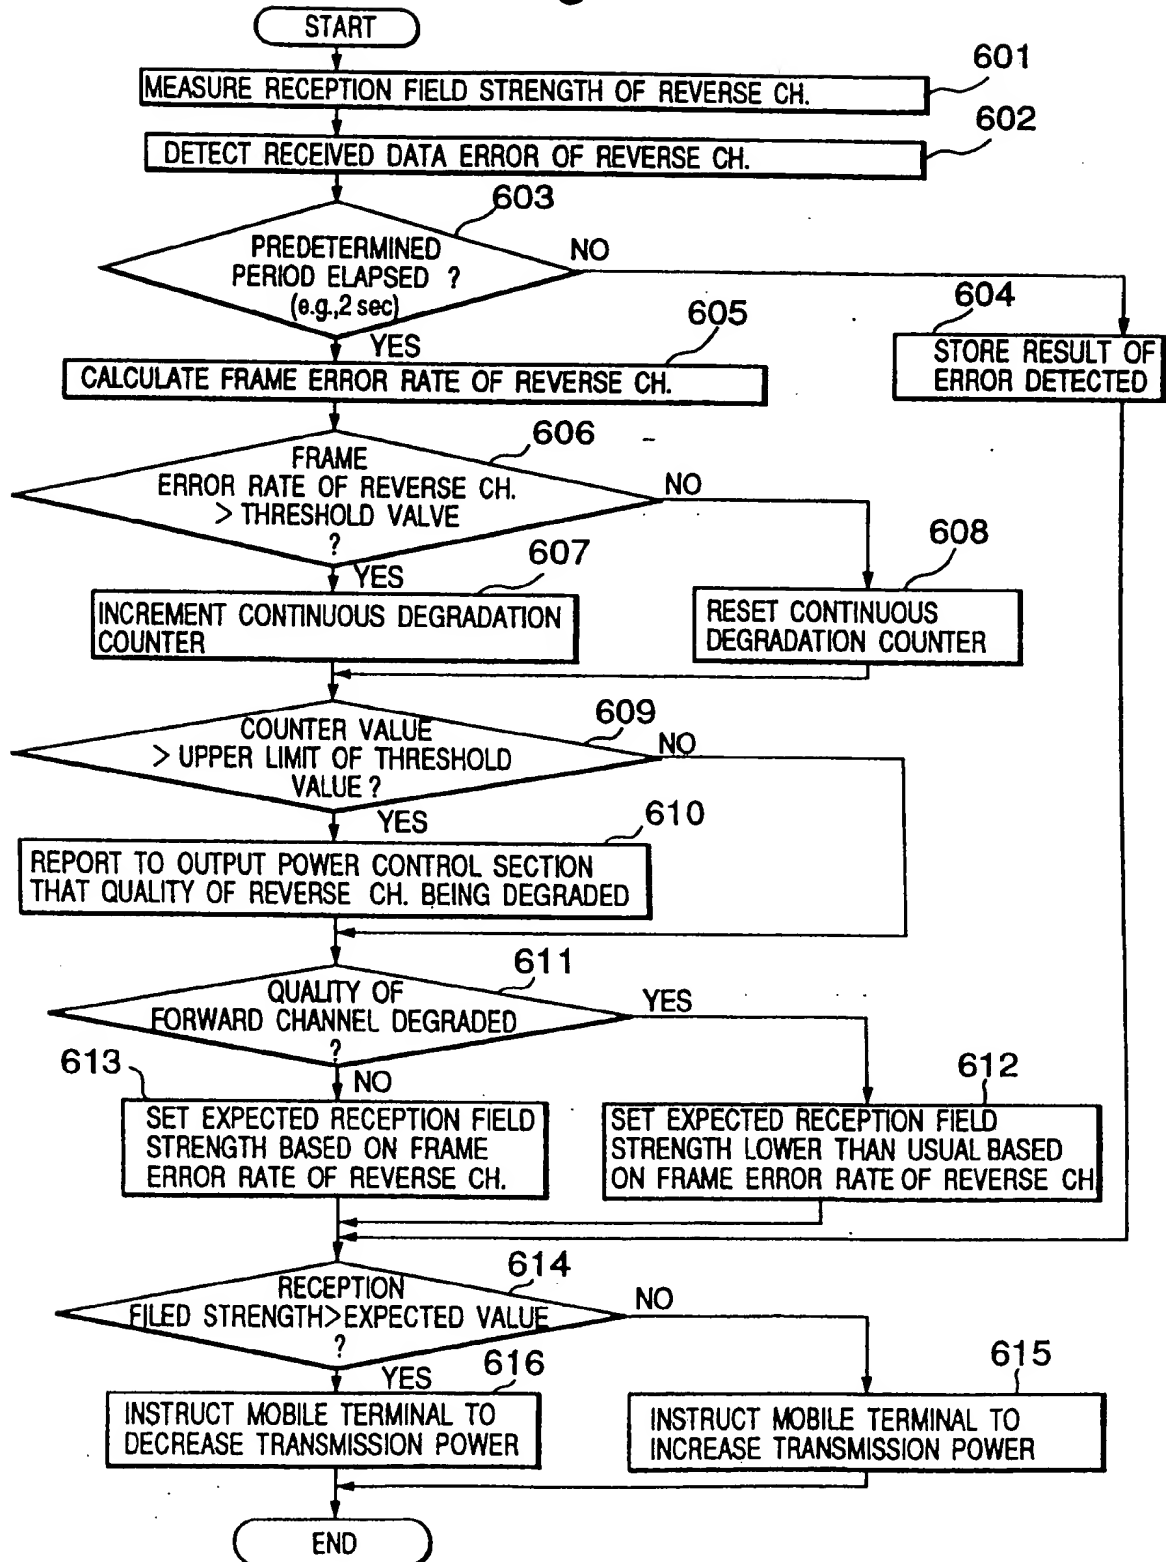 START
601
MEASURE RECEPTION FIELD STRENGTH OF REVERSE CH.
602
DETECT RECEIVED DATA ERROR OF REVERSE CH.
603
PREDETERMINED
PERIOD ELAPSED ?
(e.g.,2 sec)
NO
YES
604
STORE RESULT OF
ERROR DETECTED
605
CALCULATE FRAME ERROR RATE OF REVERSE CH.
606
FRAME
ERROR RATE OF REVERSE CH.
> THRESHOLD VALVE
?
NO
YES
607
INCREMENT CONTINUOUS DEGRADATION
COUNTER
608
RESET CONTINUOUS
DEGRADATION COUNTER
609
COUNTER VALUE
> UPPER LIMIT OF THRESHOLD
VALUE ?
NO
YES
610
REPORT TO OUTPUT POWER CONTROL SECTION
THAT QUALITY OF REVERSE CH. BEING DEGRADED
611
QUALITY OF
FORWARD CHANNEL DEGRADED
?
YES
NO
613
SET EXPECTED RECEPTION FIELD
STRENGTH BASED ON FRAME
ERROR RATE OF REVERSE CH.
612
SET EXPECTED RECEPTION FIELD
STRENGTH LOWER THAN USUAL BASED
ON FRAME ERROR RATE OF REVERSE CH
614
RECEPTION
FILED STRENGTH>EXPECTED VALUE
?
NO
YES
616
INSTRUCT MOBILE TERMINAL TO
DECREASE TRANSMISSION POWER
615
INSTRUCT MOBILE TERMINAL TO
INCREASE TRANSMISSION POWER
END